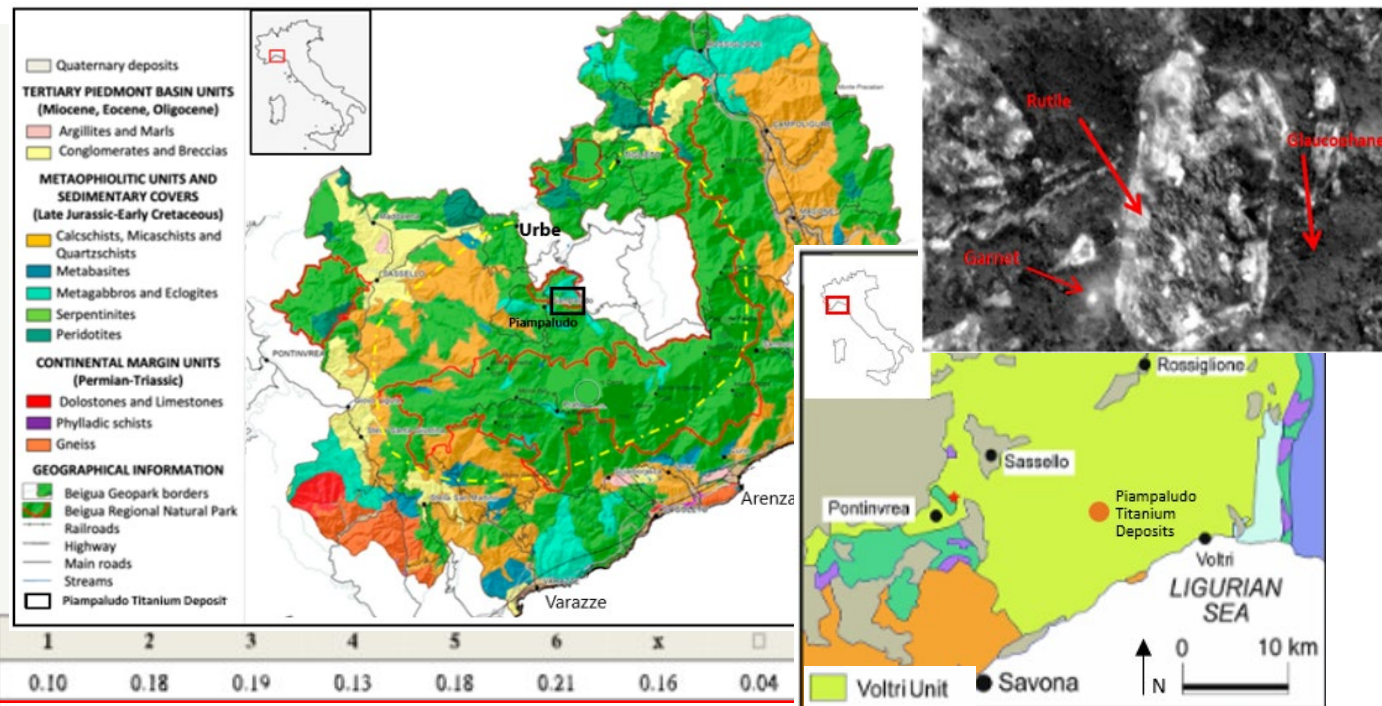 Quaternary deposits
TERTIARY PIEDMONT BASIN UNITS
(Miocene, Eocene, Oligocene)
Argillites and Marls
Conglomerates and Breccias
METAOPHIOLITIC UNITS AND
SEDIMENTARY COVERS
(Late Jurassic-Early Cretaceous)
Calcschists, Micaschists and
Quartzschists
Metabasites
Metagabbros and Eclogites
Serpentinites
Peridotites
CONTINENTAL MARGIN UNITS
(Permian-Triassic)
Dolostones and Limestones
Phylladic schists
Gneiss
GEOGRAPHICAL INFORMATION
Beigua Geopark borders
Beigua Regional Natural Park
Railroads
Highway
Main roads
Streams
Piampaludo Titanium Deposit
ROSSIGLIONE
CAMPOLIGURE
Urbe
SASSELLO
Piampaludo
PONTINVREA
Arenza
Varazze
1 2 3 4 5 6 x □
0.10 0.18 0.19 0.13 0.18 0.21 0.16 0.04
Rutile
Glaucophane
Garnet
Rossiglione
Sassello
Pontinvrea
Piampaludo
Titanium
Deposits
Voltri
LIGURIAN
SEA
0 10 km
N
Voltri Unit
Savona